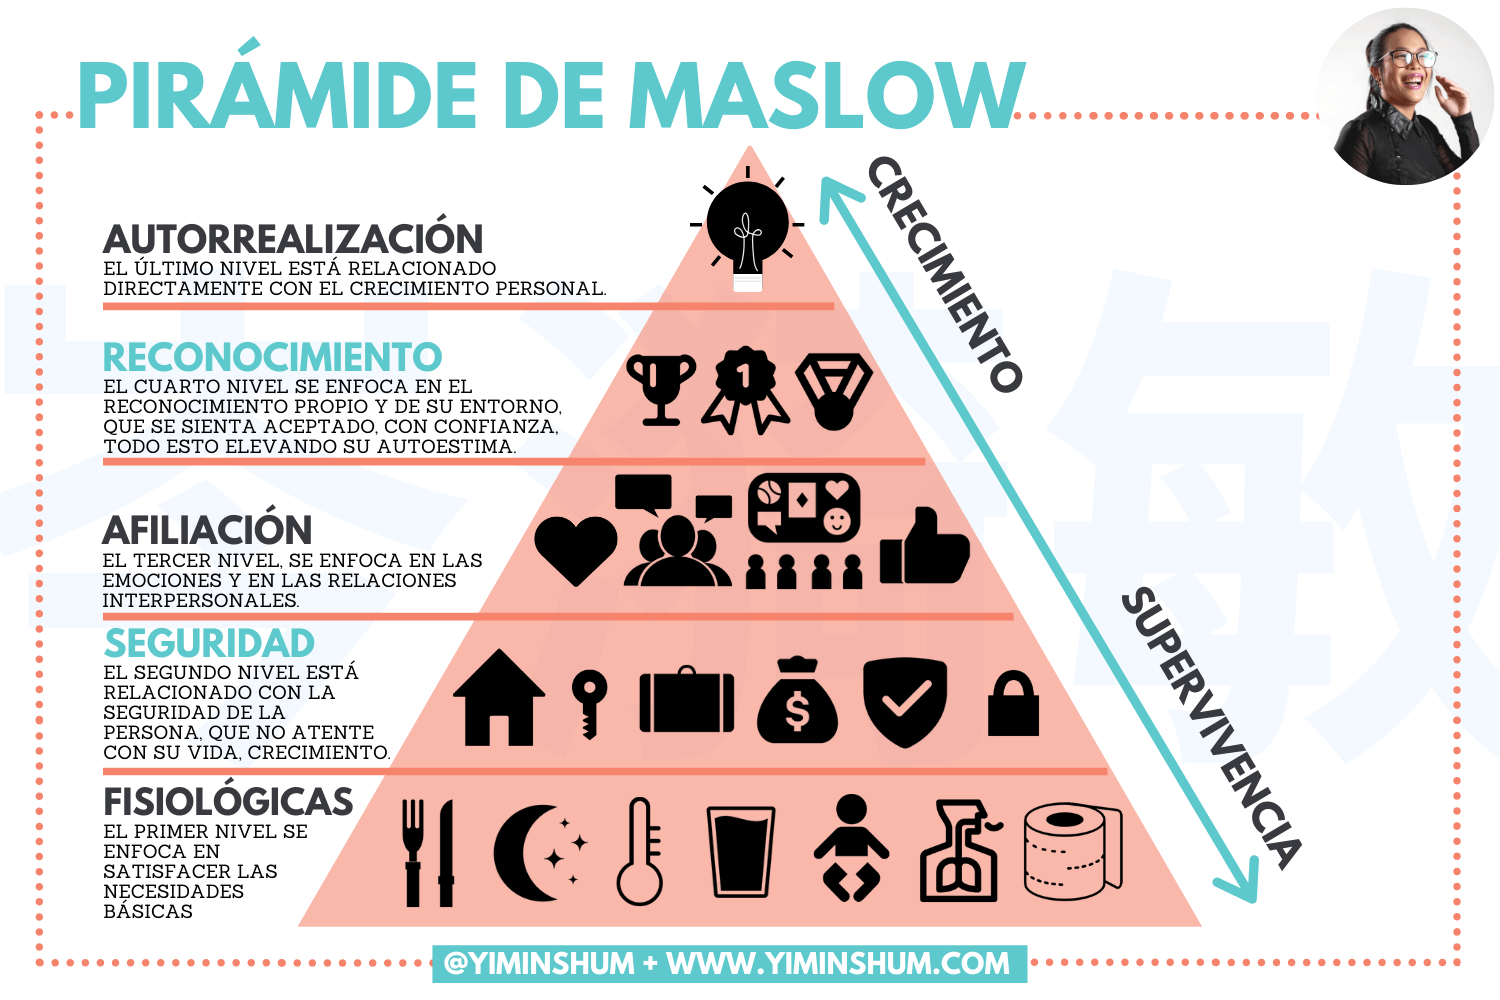 PIRÁMIDE DE MASLOW
AUTORREALIZACIÓN
EL ÚLTIMO NIVEL ESTÁ RELACIONADO
DIRECTAMENTE CON EL CRECIMIENTO PERSONAL.
RECONOCIMIENTO
EL CUARTO NIVEL SE ENFOCA EN EL
RECONOCIMIENTO PROPIO Y DE SU ENTORNO,
QUE SE SIENTA ACEPTADO, CON CONFIANZA,
TODO ESTO ELEVANDO SU AUTOESTIMA.
1
1
AFILIACIÓN
EL TERCER NIVEL, SE ENFOCA EN LAS
EMOCIONES Y EN LAS RELACIONES
INTERPERSONALES.
SEGURIDAD
EL SEGUNDO NIVEL ESTÁ
RELACIONADO CON LA
SEGURIDAD DE LA
PERSONA, QUE NO ATENTE
CON SU VIDA, CRECIMIENTO.
$
FISIOLÓGICAS
EL PRIMER NIVEL SE
ENFOCA EN
SATISFACER LAS
NECESIDADES
BÁSICAS
CRECIMIENTO
SUPERVIVENCIA
@YIMINSHUM + WWW.YIMINSHUM.COM